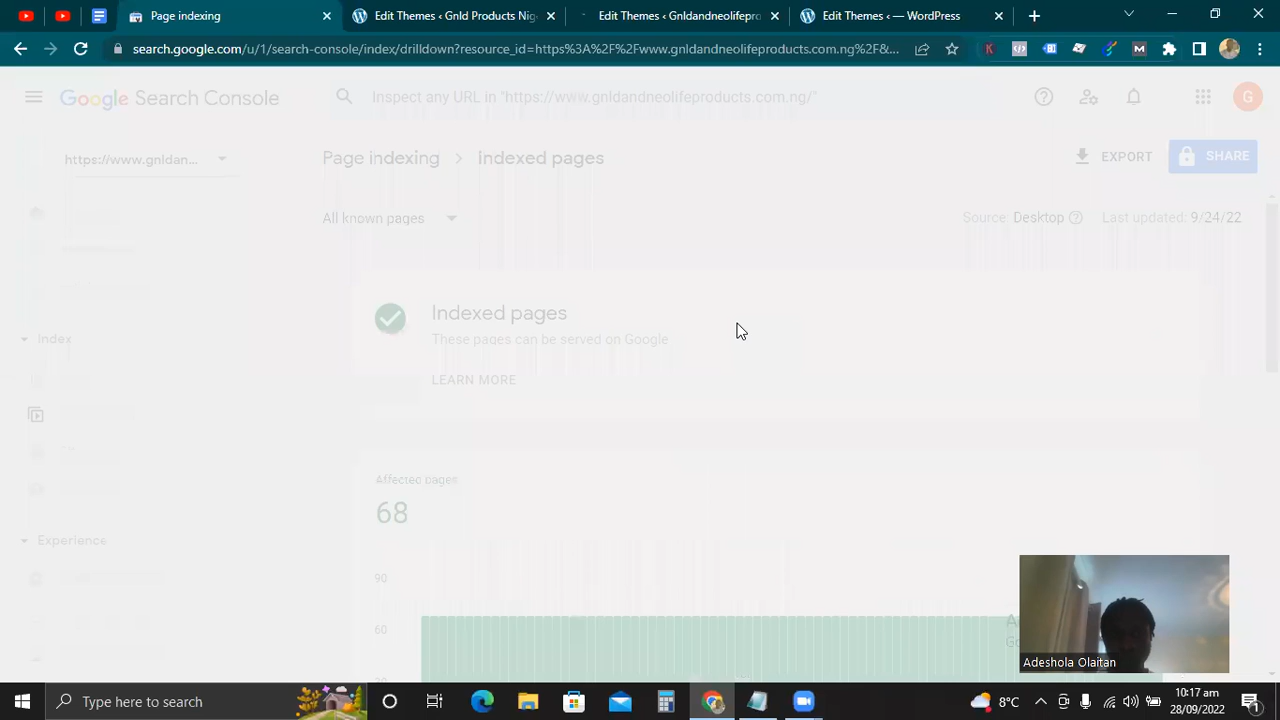 Page indexing
Edit Themes ‹ Gnld Products Nig
Edit Themes ‹ Gnldandneolifepro
Edit Themes ‹ — WordPress
search.google.com/u/1/search-console/index/drilldown?resource_id=https%3A%2F%2Fwww.gnldandneolifeproducts.com.ng%2F&...
Google Search Console
Inspect any URL in "https://www.gnldandneolifeproducts.com.ng/"
G
https://www.gnldan...
Page indexing > Indexed pages
EXPORT
SHARE
All known pages
Source: Desktop
Last updated: 9/24/22
Indexed pages
These pages can be served on Google
LEARN MORE
Index
Affected pages
68
Experience
90
60
Adeshola Olaitan
Type here to search
8°C
10:17 am
28/09/2022